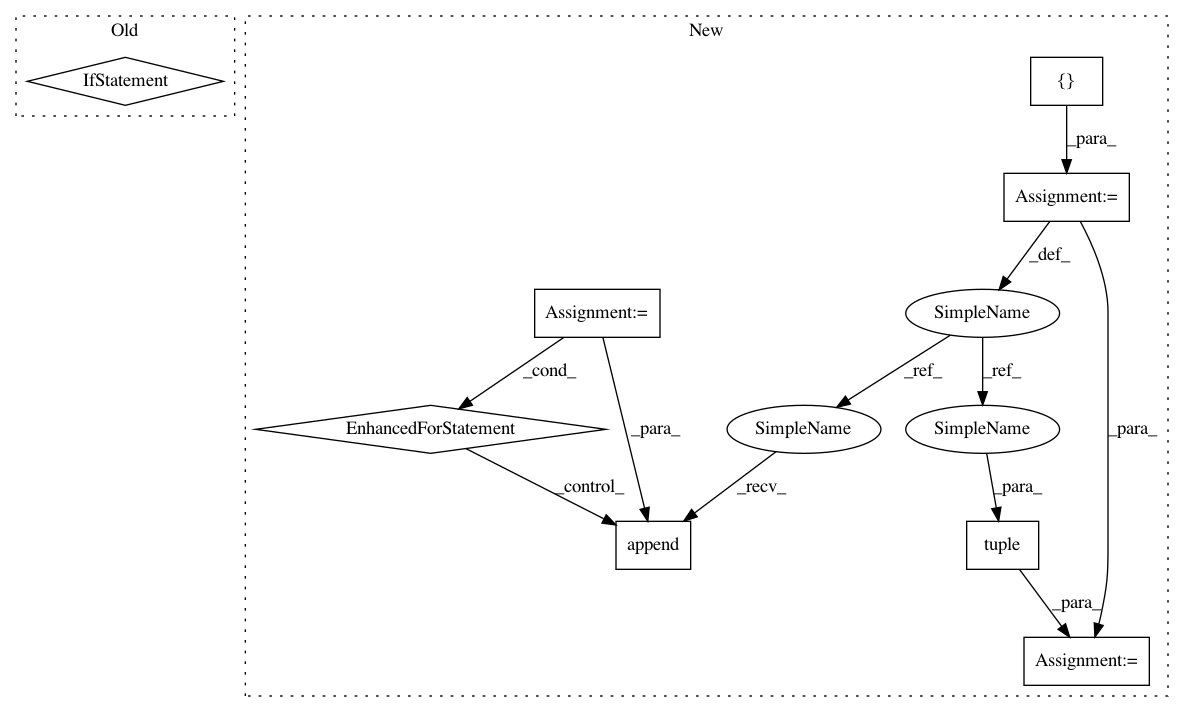 Old
New
IfStatement
{}
_para_
Assignment:=
_def_
Assignment:=
SimpleName
_cond_
_ref_
_ref_
_para_
_para_
EnhancedForStatement
SimpleName
SimpleName
_control_
_recv_
_para_
append
tuple
_para_
Assignment:=